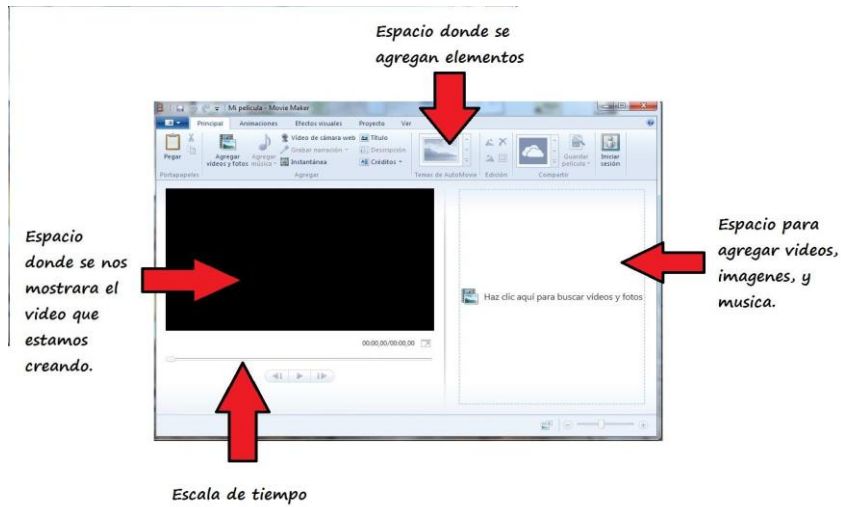 Espacio donde se
agregan elementos
Mi película - Movie Maker
Principal Animaciones Efectos visuales Proyecto Ver
Pegar
Agregar
vídeos y fotos
Agregar
música
Vídeo de cámara web
Grabar narración
Instantánea
Título
Descripción
Créditos
Guardar
película
Iniciar
sesión
Portapapeles Agregar Temas de AutoMovie Edición Compartir
Espacio
donde se nos
mostrara el
video que
estamos
creando.
Haz clic aquí para buscar vídeos y fotos
Espacio para
agregar videos,
imagenes, y
musica.
00:00,00/00:00,00
Escala de tiempo